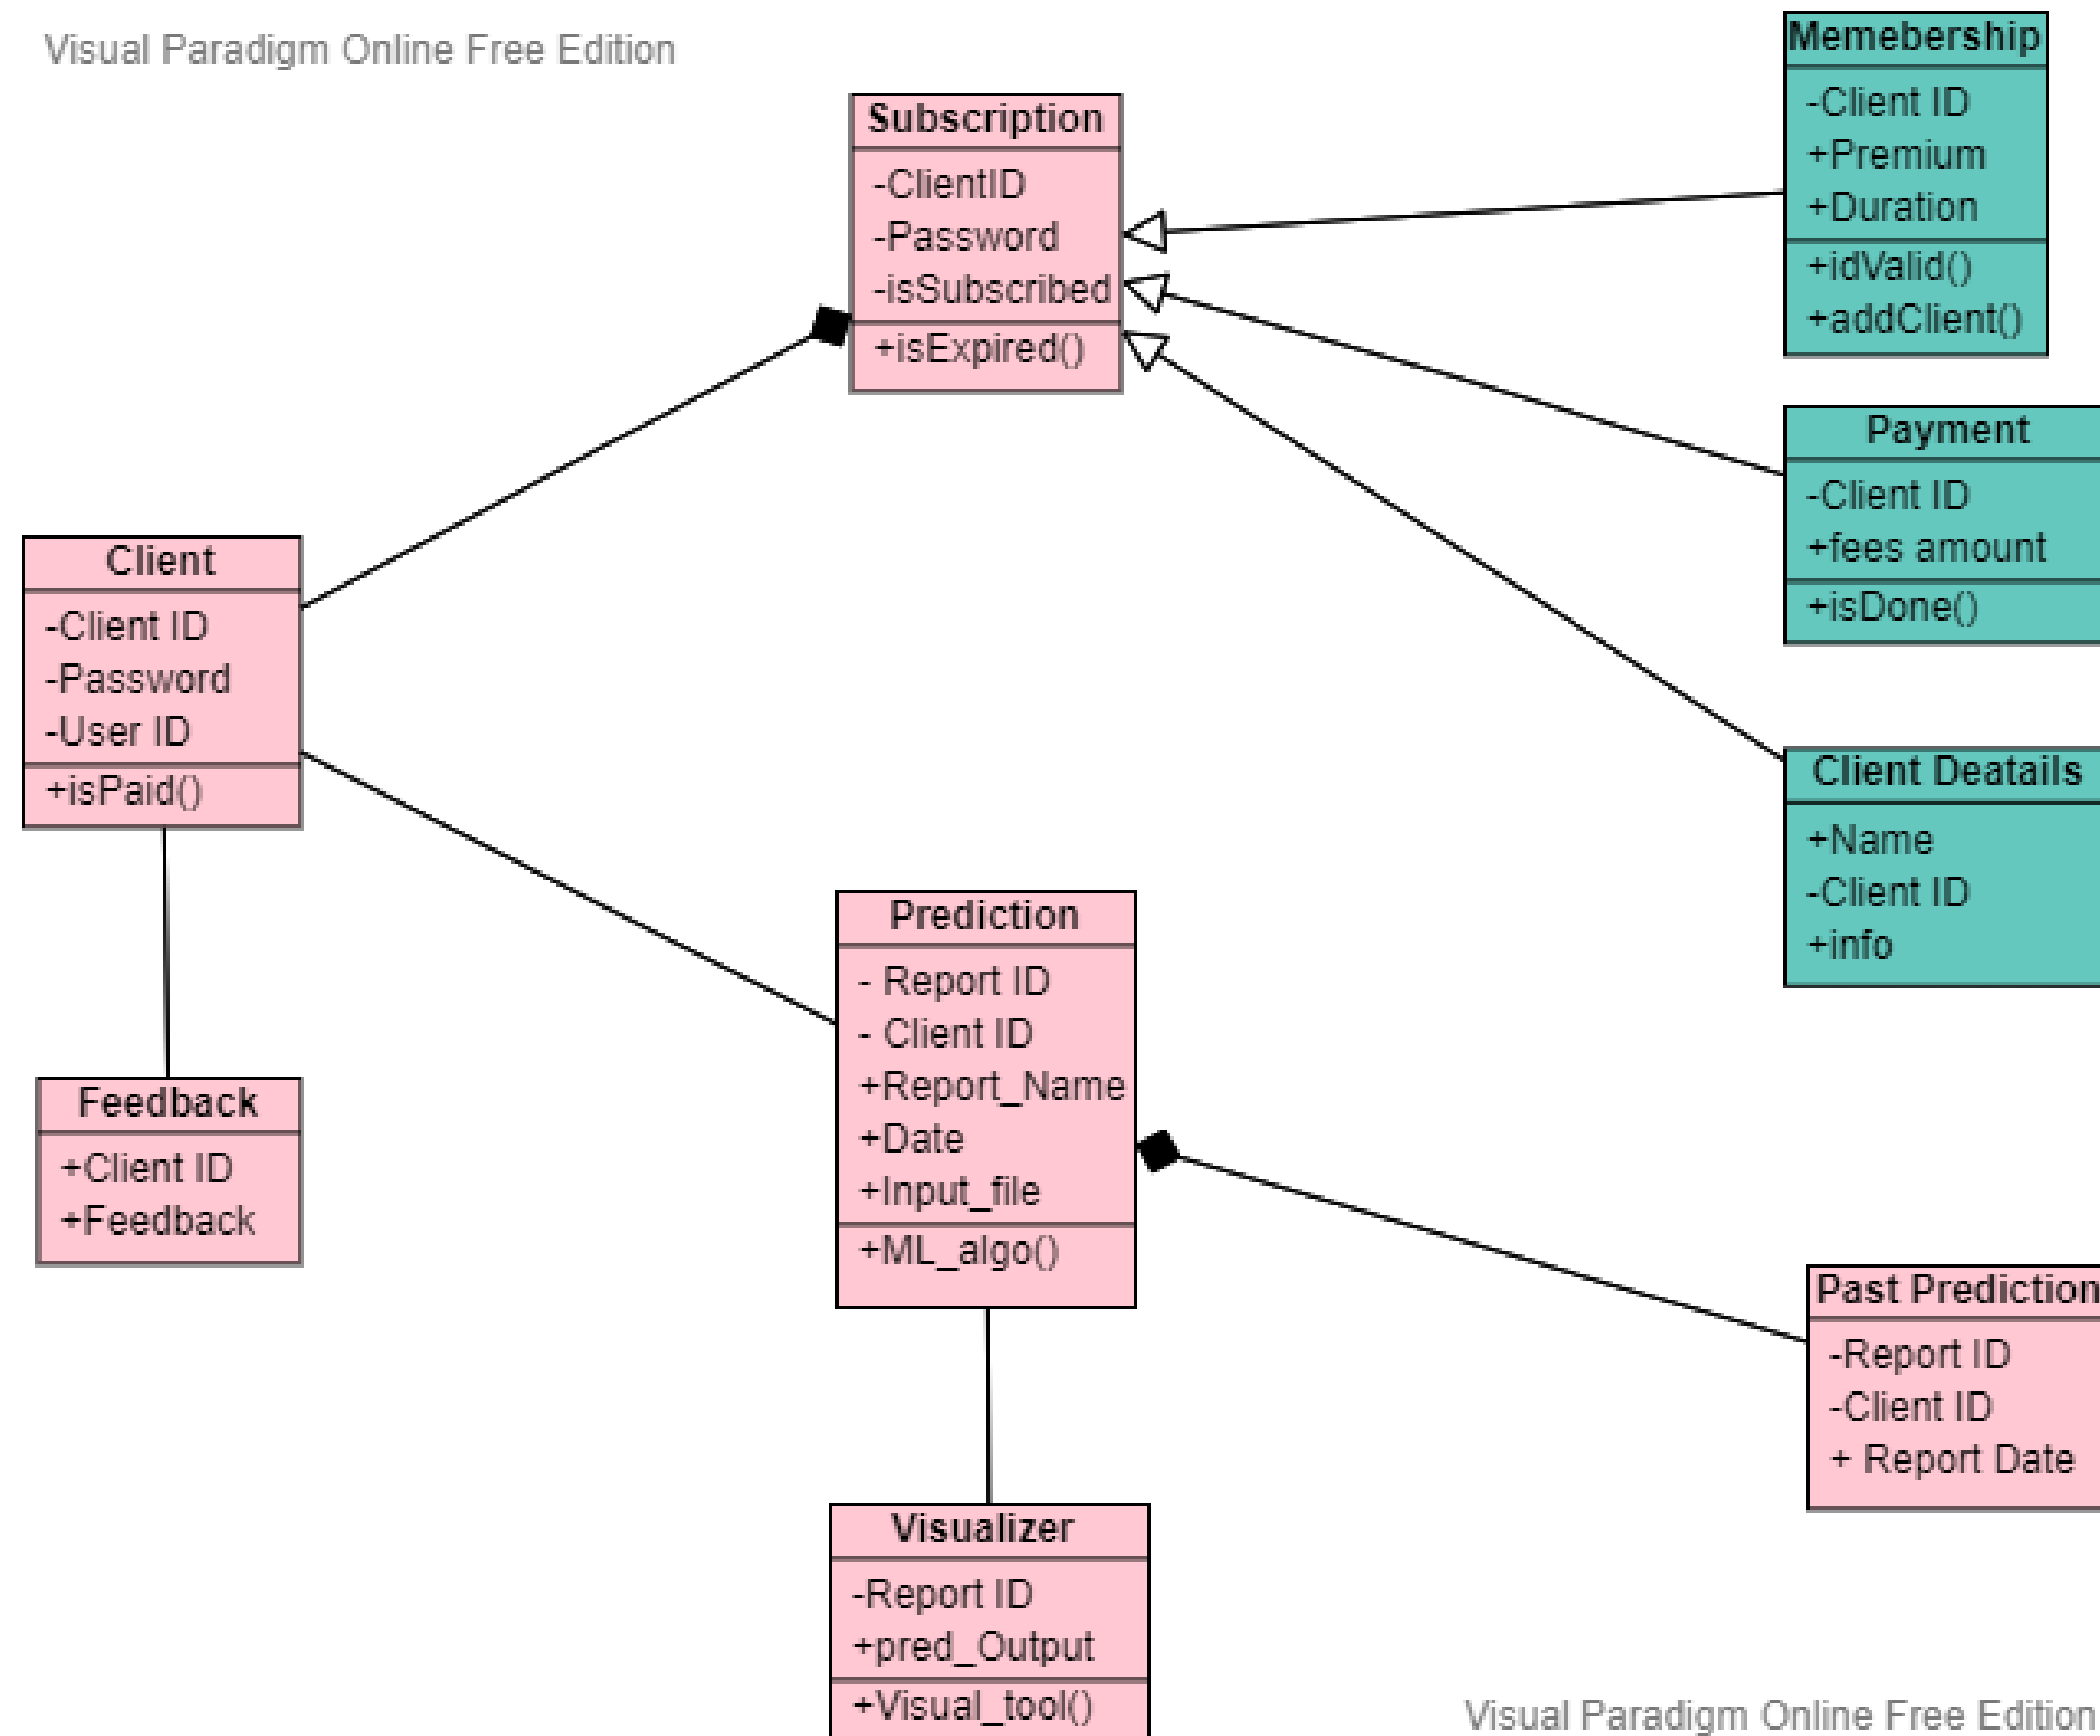 Visual Paradigm Online Free Edition
Memebership
-Client ID
+Premium
+Duration
+idValid()
+addClient()
Subscription
-ClientID
-Password
-isSubscribed
+isExpired()
Payment
-Client ID
+fees amount
+isDone()
Client
-Client ID
-Password
-User ID
+isPaid()
Client Deatails
+Name
-Client ID
+info
Prediction
- Report ID
- Client ID
+Report_Name
+Date
+Input_file
+ML_algo()
Feedback
+Client ID
+Feedback
Past Prediction
-Report ID
-Client ID
+ Report Date
Visualizer
-Report ID
+pred_Output
+Visual_tool()
Visual Paradigm Online Free Edition